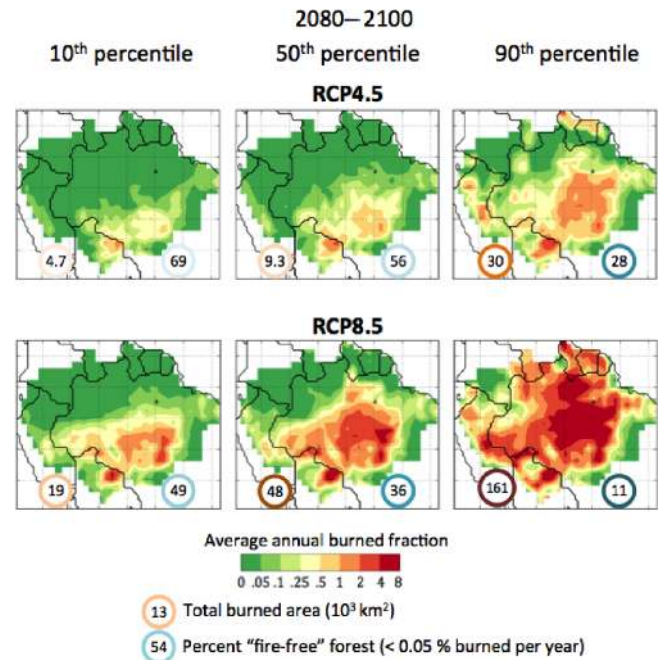 2080–2100
10th percentile 50th percentile 90th percentile
RCP4.5
4.7 69 9.3 56 30 28
RCP8.5
19 49 48 36 161 11
Average annual burned fraction
0 .05 .1 .25 .5 1 2 4 8
13 Total burned area (10³ km²)
54 Percent “fire-free” forest (< 0.05 % burned per year)